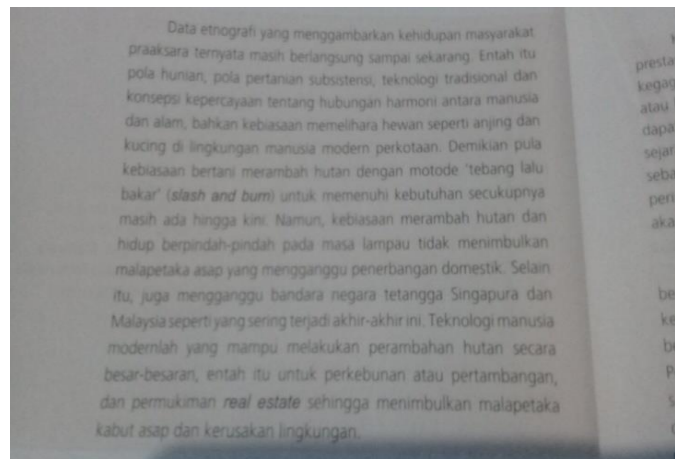 Data etnografi yang menggambarkan kehidupan masyarakat
praaksara ternyata masih berlangsung sampai sekarang. Entah itu
pola hunian, pola pertanian subsistensi, teknologi tradisional dan
konsepsi kepercayaan tentang hubungan harmoni antara manusia
dan alam, bahkan kebiasaan memelihara hewan seperti anjing dan
kucing di lingkungan manusia modern perkotaan. Demikian pula
kebiasaan bertani merambah hutan dengan motode 'tebang lalu
bakar' (slash and burn) untuk memenuhi kebutuhan secukupnya
masih ada hingga kini. Namun, kebiasaan merambah hutan dan
hidup berpindah-pindah pada masa lampau tidak menimbulkan
malapetaka asap yang mengganggu penerbangan domestik. Selain
itu, juga mengganggu bandara negara tetangga Singapura dan
Malaysia seperti yang sering terjadi akhir-akhir ini. Teknologi manusia
modernlah yang mampu melakukan perambahan hutan secara
besar-besaran, entah itu untuk perkebunan atau pertambangan,
dan permukiman real estate sehingga menimbulkan malapetaka
kabut asap dan kerusakan lingkungan.
presta
kegag
atau
dapa
sejar
seba
peri
aka
be
ke
be